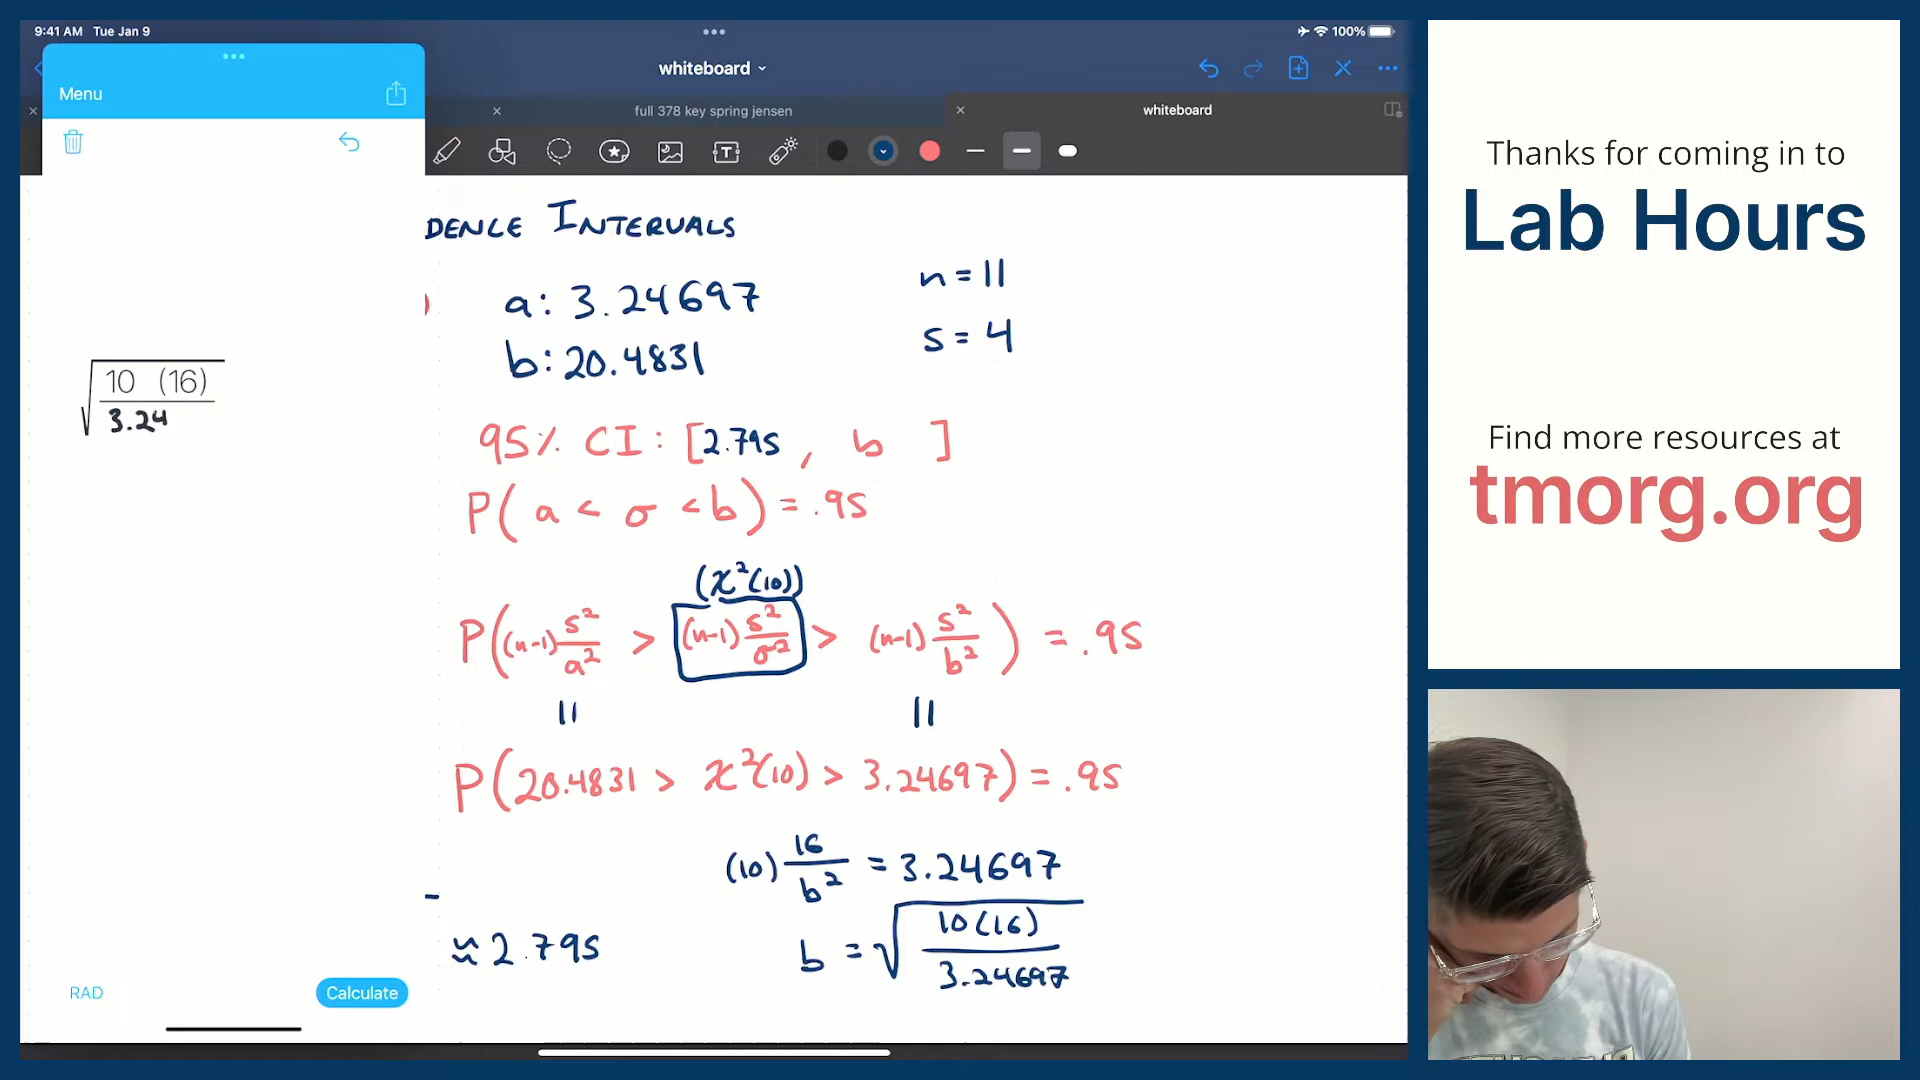 9:41 AM Tue Jan 9
100%
whiteboard
Menu
full 378 key spring jensen
whiteboard
DENCE INTERVALS
a: 3.24697
b: 20.4831
n = 11
s = 4
√(10 (16) / 3.24
95% CI: [2.795, b ]
P( a < σ < b ) = .95
(χ²(10))
P((n-1) s²/a² > (n-1) s²/σ² > (n-1) s²/b² ) = .95
11 11
P(20.4831 > χ²(10) > 3.24697) = .95
(10) 16/b² = 3.24697
≈ 2.795
b = √(10(16)/3.24697
RAD
Calculate
Thanks for coming in to
Lab Hours
Find more resources at
tmorg.org